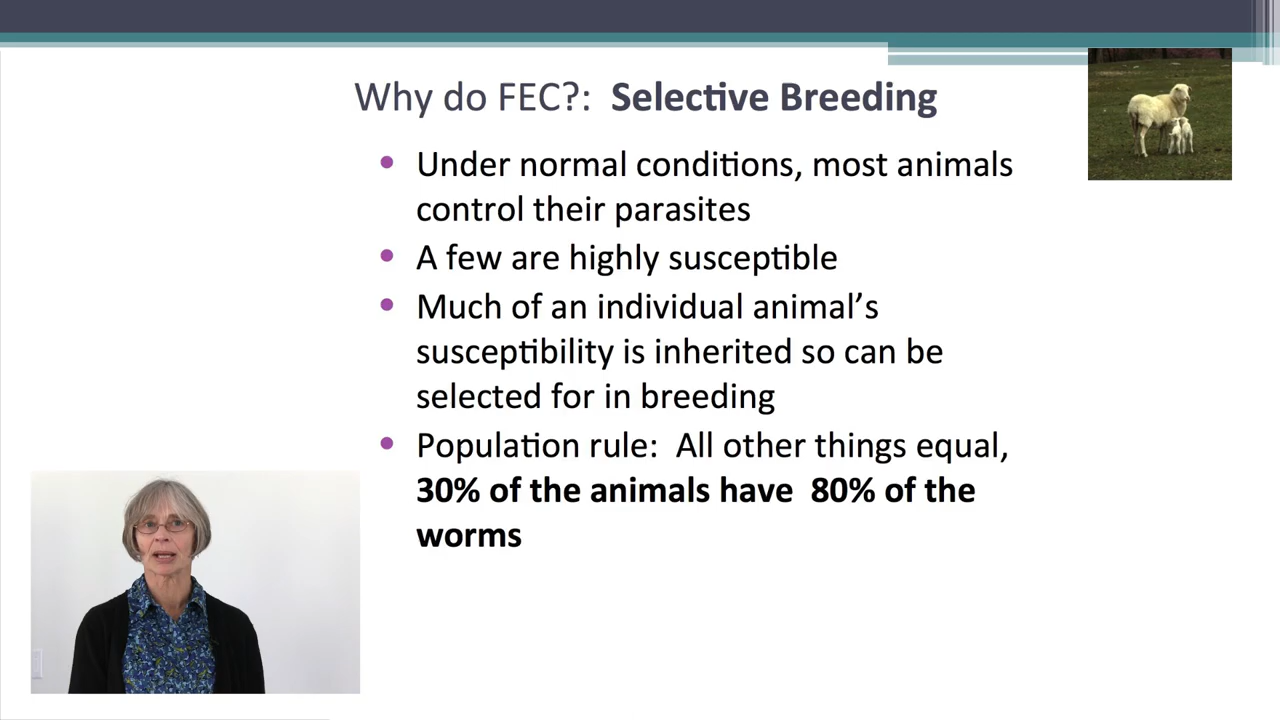 Why do FEC?:  Selective Breeding
• Under normal conditions, most animals
control their parasites
• A few are highly susceptible
• Much of an individual animal’s
susceptibility is inherited so can be
selected for in breeding
• Population rule:  All other things equal,
30% of the animals have  80% of the
worms